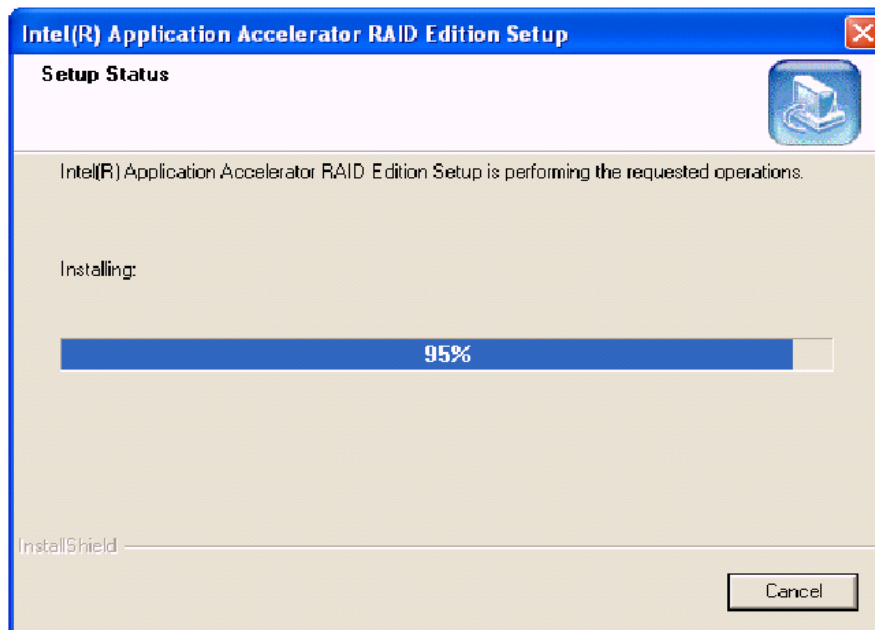 Intel(R) Application Accelerator RAID Edition Setup
Setup Status
Intel(R) Application Accelerator RAID Edition Setup is performing the requested operations.
Installing:
95%
InstallShield
Cancel